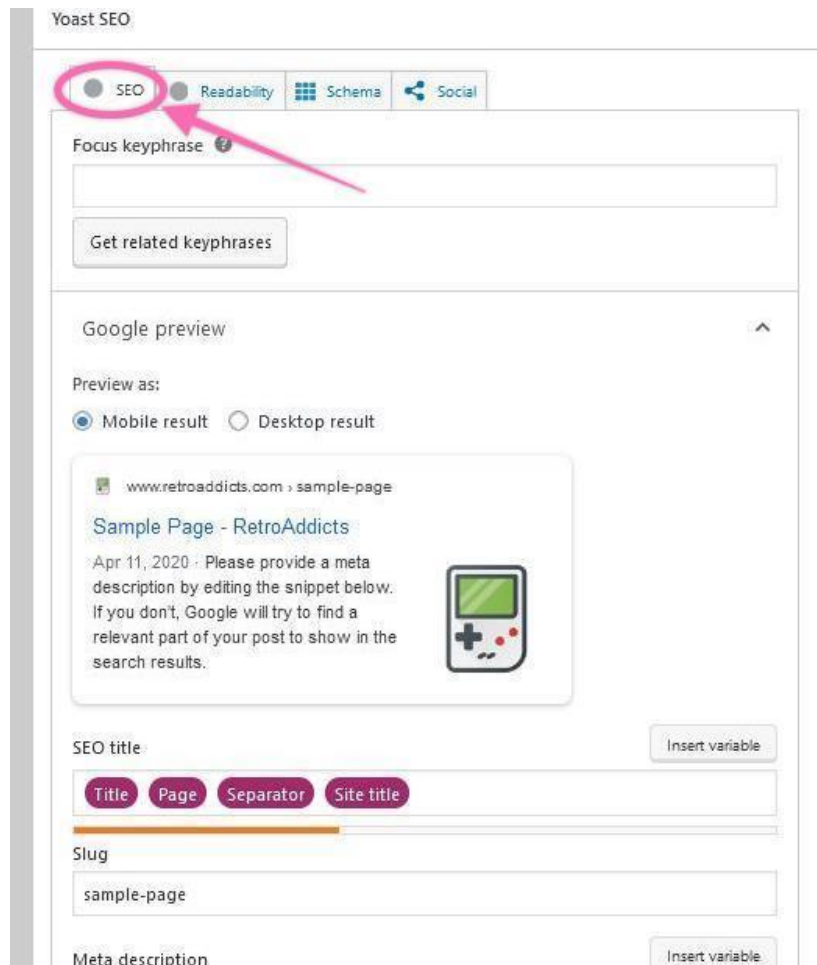 Yoast SEO
SEO Readability Schema Social
Focus keyphrase ?
Get related keyphrases
Google preview
Preview as:
Mobile result Desktop result
www.retroaddicts.com › sample-page
Sample Page - RetroAddicts
Apr 11, 2020 · Please provide a meta
description by editing the snippet below.
If you don't, Google will try to find a
relevant part of your post to show in the
search results.
SEO title Insert variable
Title Page Separator Site title
Slug
sample-page
Meta description Insert variable